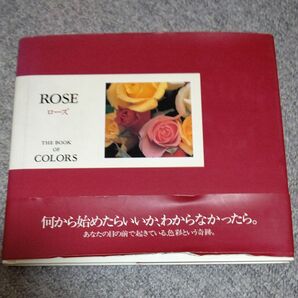 ROSE
ローズ
THE BOOK
OF
COLORS
何から始めたらいいか、わからなかったら。
あなたの目の前で起きている、色彩という奇跡。